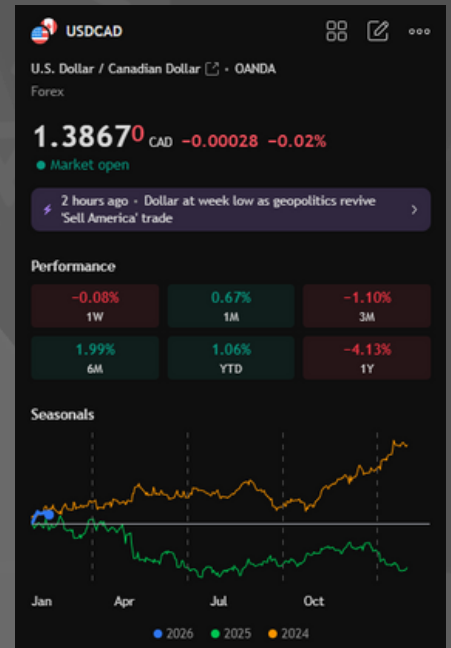 USDCAD
U.S. Dollar / Canadian Dollar • OANDA
Forex
1.38670 CAD −0.00028 −0.02%
Market open
2 hours ago • Dollar at week low as geopolitics revive
'Sell America' trade
Performance
−0.08% 0.67% −1.10%
1W 1M 3M
1.99% 1.06% −4.13%
6M YTD 1Y
Seasonals
Jan Apr Jul Oct
2026 2025 2024